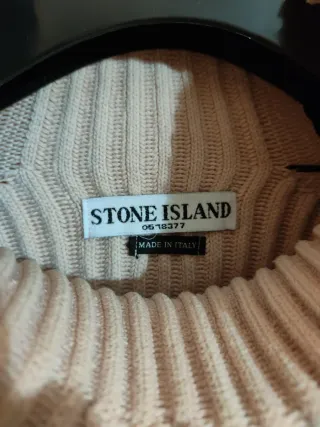 STONE ISLAND
0518377
MADE IN ITALY